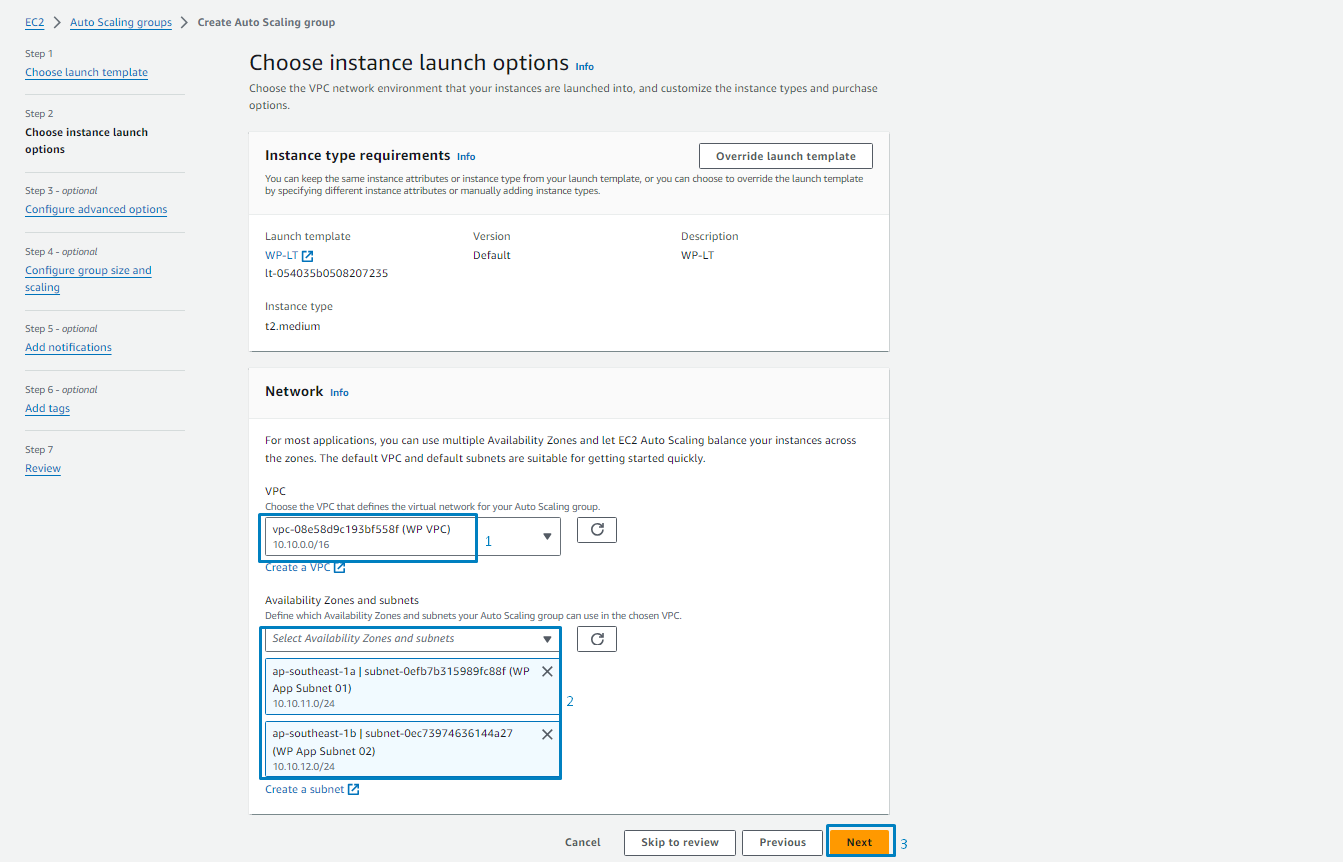 EC2 > Auto Scaling groups > Create Auto Scaling group
Step 1
Choose launch template
Step 2
Choose instance launch
options
Step 3 - optional
Configure advanced options
Step 4 - optional
Configure group size and
scaling
Step 5 - optional
Add notifications
Step 6 - optional
Add tags
Step 7
Review
Choose instance launch options Info
Choose the VPC network environment that your instances are launched into, and customize the instance types and purchase
options.
Instance type requirements Info
Override launch template
You can keep the same instance attributes or instance type from your launch template, or you can choose to override the launch template
by specifying different instance attributes or manually adding instance types.
Launch template
WP-LT
lt-054035b0508207235
Version
Default
Description
WP-LT
Instance type
t2.medium
Network Info
For most applications, you can use multiple Availability Zones and let EC2 Auto Scaling balance your instances across
the zones. The default VPC and default subnets are suitable for getting started quickly.
VPC
Choose the VPC that defines the virtual network for your Auto Scaling group.
vpc-08e58d9c193bf558f (WP VPC)
10.10.0.0/16
1
Create a VPC
Availability Zones and subnets
Define which Availability Zones and subnets your Auto Scaling group can use in the chosen VPC.
Select Availability Zones and subnets
ap-southeast-1a | subnet-0efb7b315989fc88f (WP
App Subnet 01)
10.10.11.0/24
2
ap-southeast-1b | subnet-0ec73974636144a27
(WP App Subnet 02)
10.10.12.0/24
Create a subnet
Cancel
Skip to review
Previous
Next
3